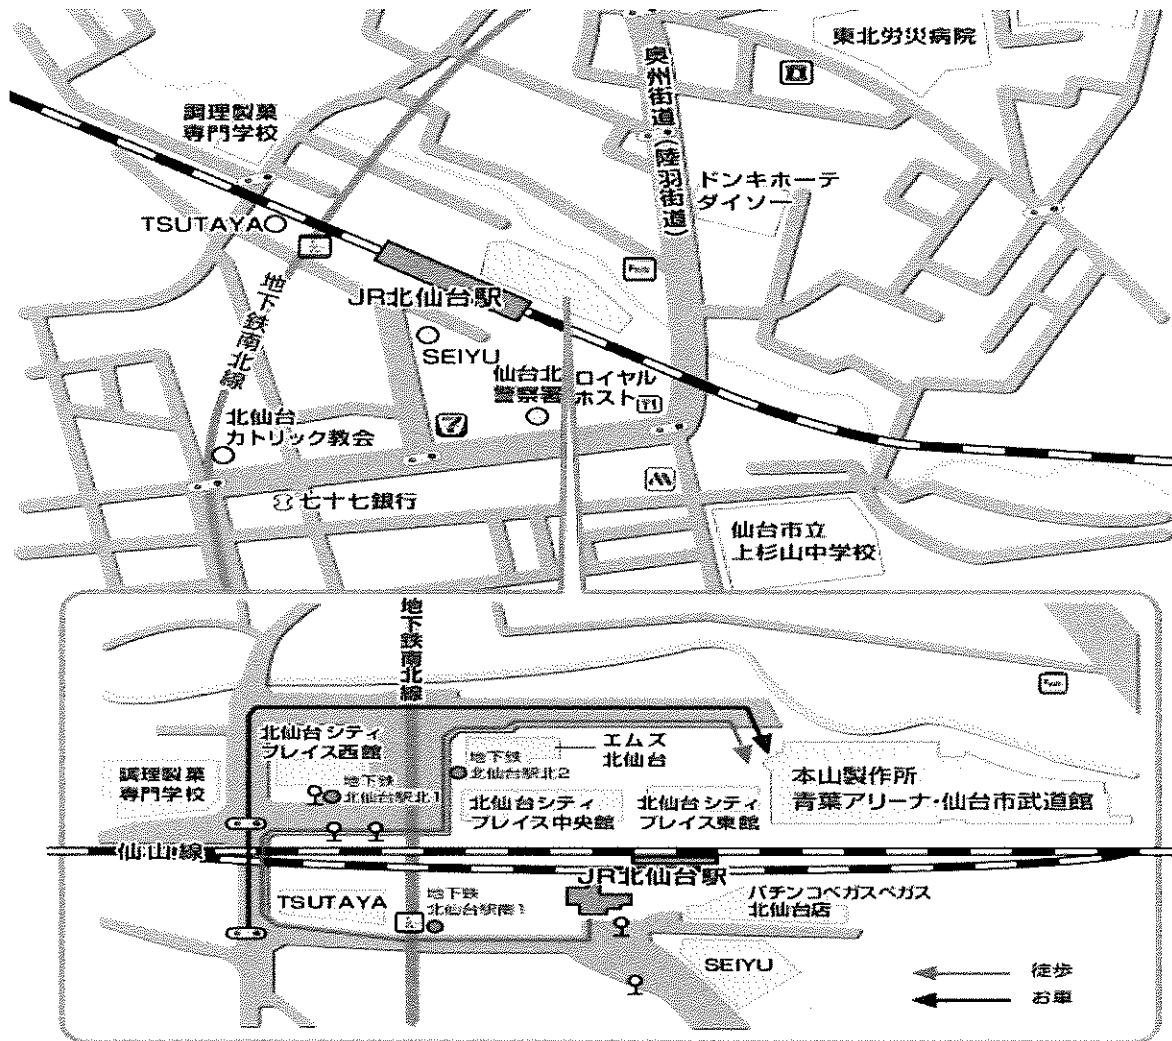 東北労災病院
奥州街道(陸羽街道)
調理製菓
専門学校
ドンキホーテ
ダイソー
TSUTAYA
地下鉄南北線
JR北仙台駅
SEIYU
仙台北
警察署
ロイヤル
ホスト
北仙台
カトリック教会
七十七銀行
仙台市立
上杉山中学校
地下鉄南北線
北仙台シティ
プレイス西館
エムズ
北仙台
地下鉄
北仙台駅北2
調理製菓
専門学校
地下鉄
北仙台駅北1
北仙台シティ
プレイス中央館
北仙台シティ
プレイス東館
本山製作所
青葉アリーナ・仙台市武道館
仙山線
JR北仙台駅
TSUTAYA
地下鉄
北仙台駅南1
パチンコベガスベガス
北仙台店
SEIYU
徒歩
お車